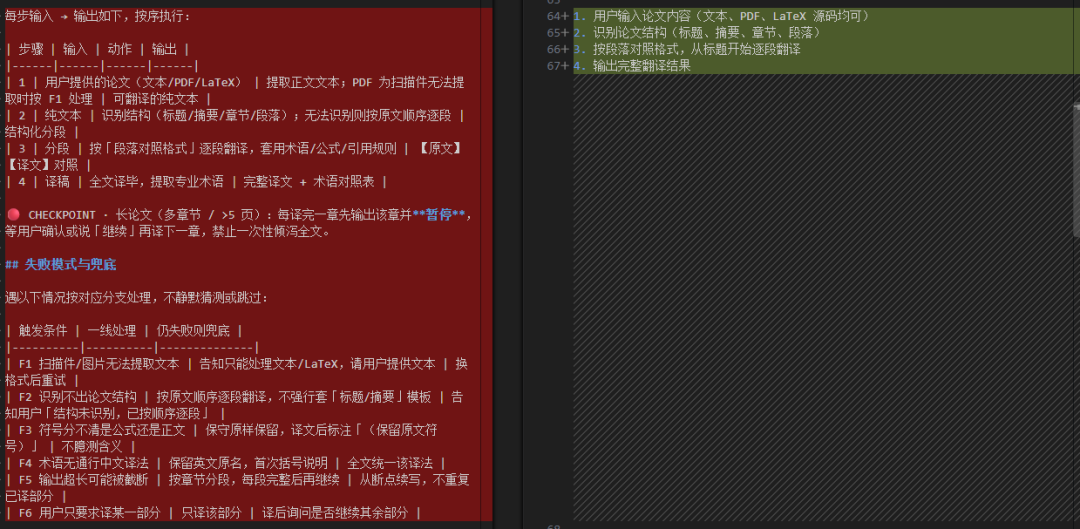 每步输入 → 输出如下，按序执行：
| 步骤 | 输入 | 动作 | 输出 |
|------|------|------|------|
| 1 | 用户提供的论文（文本/PDF/LaTeX） | 提取正文文本；PDF 为扫描件无法提
取时按 F1 处理 | 可翻译的纯文本 |
| 2 | 纯文本 | 识别结构（标题/摘要/章节/段落）；无法识别则按原文顺序逐段 |
结构化分段 |
| 3 | 分段 | 按「段落对照格式」逐段翻译，套用术语/公式/引用规则 | 【原文】
【译文】对照 |
| 4 | 译稿 | 全文译毕，提取专业术语 | 完整译文 + 术语对照表 |
🔴 CHECKPOINT · 长论文（多章节 / >5 页）：每译完一章先输出该章并**暂停**，
等用户确认或说「继续」再译下一章，禁止一次性倾泻全文。
## 失败模式与兜底
遇以下情况按对应分支处理，不静默猜测或跳过：
| 触发条件 | 一线处理 | 仍失败则兜底 |
|----------|----------|--------------|
| F1 扫描件/图片无法提取文本 | 告知只能处理文本/LaTeX，请用户提供文本 | 换
格式后重试 |
| F2 识别不出论文结构 | 按原文顺序逐段翻译，不强行套「标题/摘要」模板 | 告
知用户「结构未识别，已按顺序逐段」 |
| F3 符号分不清是公式还是正文 | 保守原样保留，译文后标注「（保留原文符
号）」 | 不臆测含义 |
| F4 术语无通行中文译法 | 保留英文原名，首次括号说明 | 全文统一该译法 |
| F5 输出超长可能被截断 | 按章节分段，每段完整后再继续 | 从断点续写，不重复
已译部分 |
| F6 用户只要求译某一部分 | 只译该部分 | 译后询问是否继续其余部分 |
64+ 1. 用户输入论文内容（文本、PDF、LaTeX 源码均可）
65+ 2. 识别论文结构（标题、摘要、章节、段落）
66+ 3. 按段落对照格式，从标题开始逐段翻译
67+ 4. 输出完整翻译结果